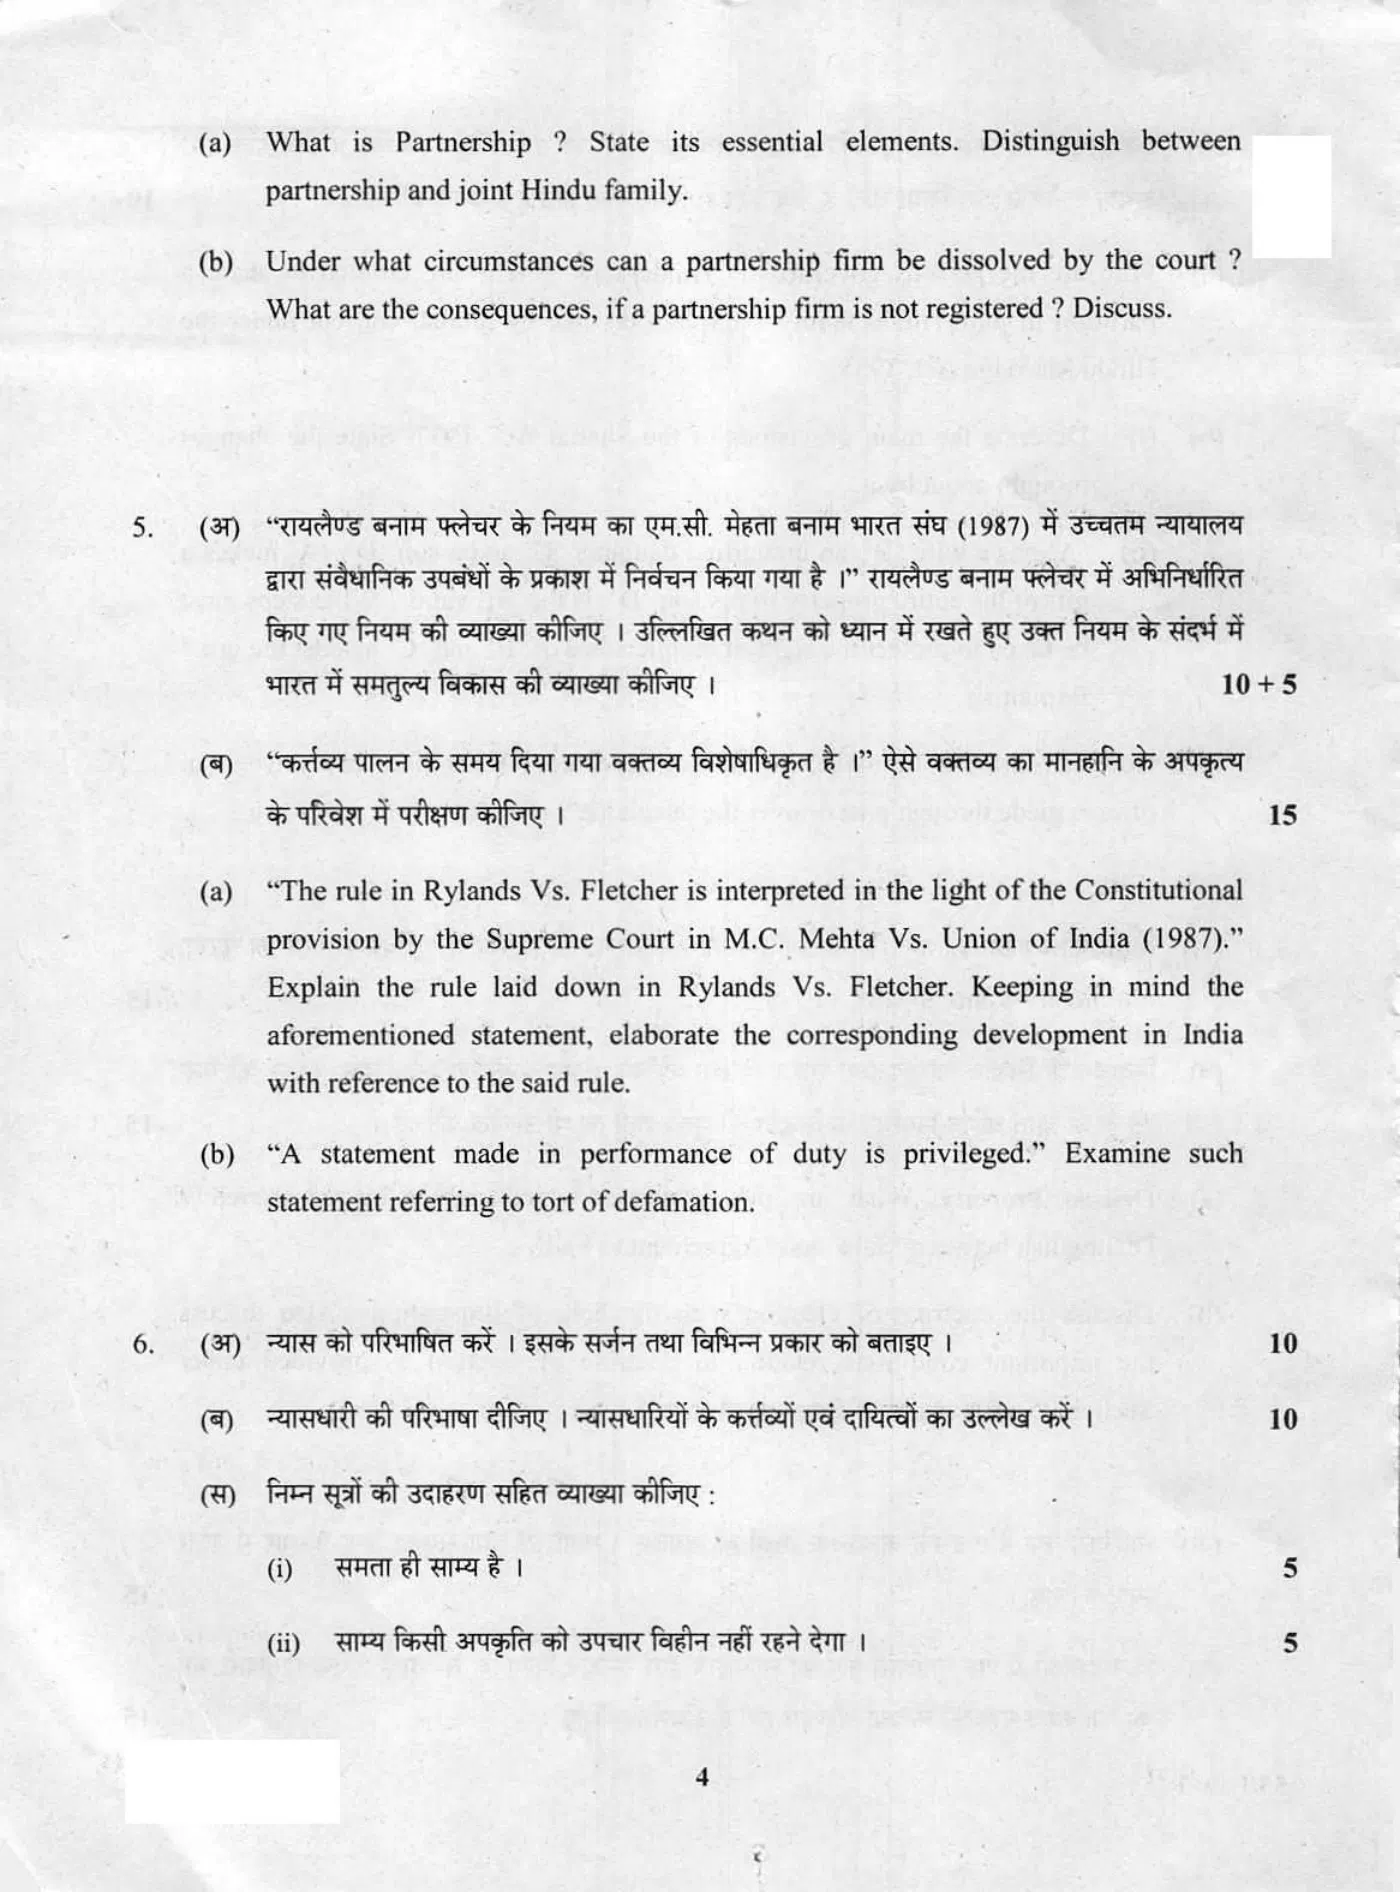 (a) What is Partnership ? State its essential elements. Distinguish between
partnership and joint Hindu family.
(b) Under what circumstances can a partnership firm be dissolved by the court ?
What are the consequences, if a partnership firm is not registered ? Discuss.
5. (अ) “रायलैण्ड बनाम फ्लेचर के नियम का एम.सी. मेहता बनाम भारत संघ (1987) में उच्चतम न्यायालय
द्वारा संवैधानिक उपबंधों के प्रकाश में निर्वचन किया गया है ।” रायलैण्ड बनाम फ्लेचर में अभिनिर्धारित
किए गए नियम की व्याख्या कीजिए । उल्लिखित कथन को ध्यान में रखते हुए उक्त नियम के संदर्भ में
भारत में समतुल्य विकास की व्याख्या कीजिए । 10 + 5
(ब) “कर्त्तव्य पालन के समय दिया गया वक्तव्य विशेषाधिकृत है ।” ऐसे वक्तव्य का मानहानि के अपकृत्य
के परिवेश में परीक्षण कीजिए । 15
(a) “The rule in Rylands Vs. Fletcher is interpreted in the light of the Constitutional
provision by the Supreme Court in M.C. Mehta Vs. Union of India (1987).”
Explain the rule laid down in Rylands Vs. Fletcher. Keeping in mind the
aforementioned statement, elaborate the corresponding development in India
with reference to the said rule.
(b) “A statement made in performance of duty is privileged.” Examine such
statement referring to tort of defamation.
6. (अ) न्यास को परिभाषित करें । इसके सर्जन तथा विभिन्न प्रकार को बताइए । 10
(ब) न्यासधारी की परिभाषा दीजिए । न्यासधारियों के कर्त्तव्यों एवं दायित्वों का उल्लेख करें । 10
(स) निम्न सूत्रों की उदाहरण सहित व्याख्या कीजिए :
(i) समता ही साम्य है । 5
(ii) साम्य किसी अपकृति को उपचार विहीन नहीं रहने देगा । 5
4